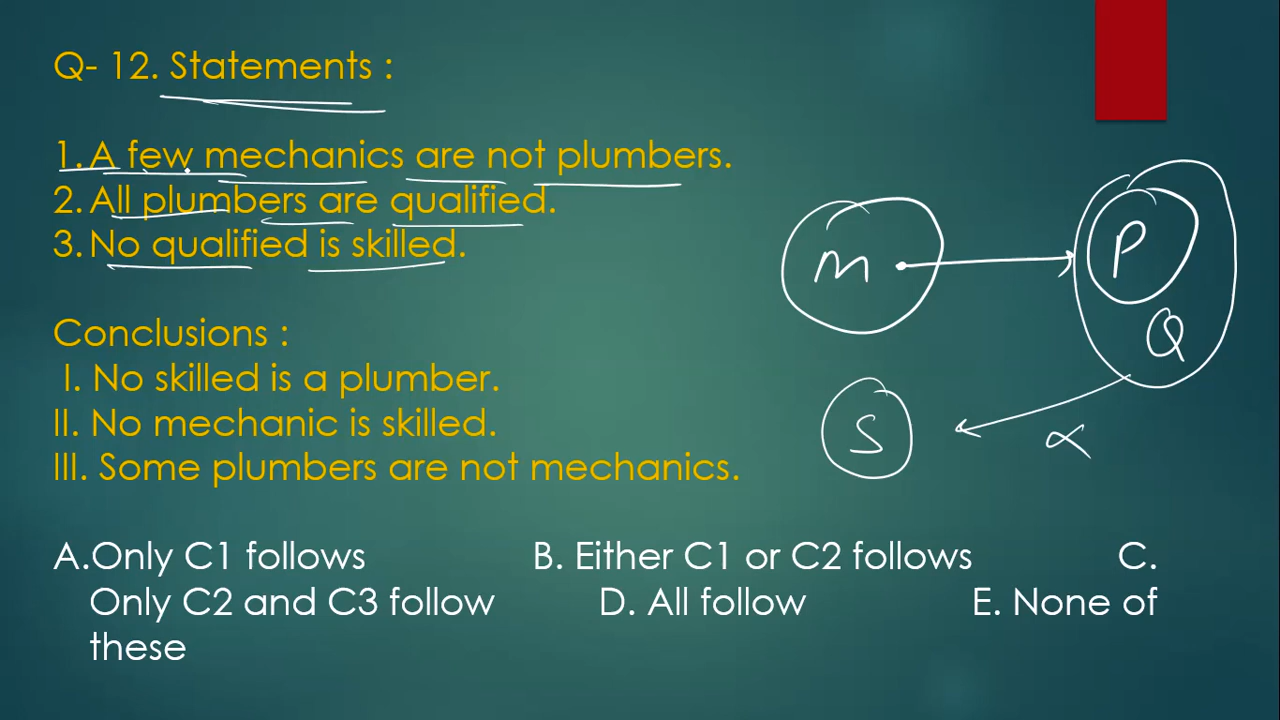 Q- 12. Statements :
1. A few mechanics are not plumbers.
2. All plumbers are qualified.
3. No qualified is skilled.
M
P
Q
S
Conclusions :
I. No skilled is a plumber.
II. No mechanic is skilled.
III. Some plumbers are not mechanics.
A.Only C1 follows B. Either C1 or C2 follows C.
Only C2 and C3 follow D. All follow E. None of
these